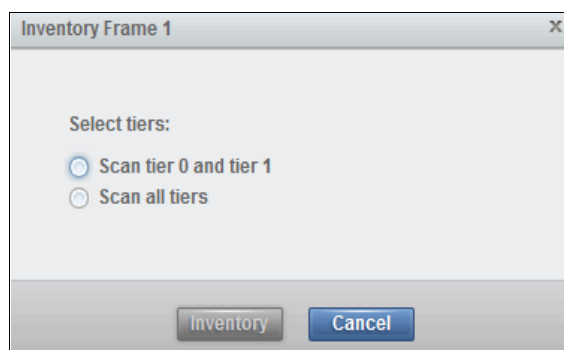 Inventory Frame 1 x
Select tiers:
Scan tier 0 and tier 1
Scan all tiers
Inventory Cancel